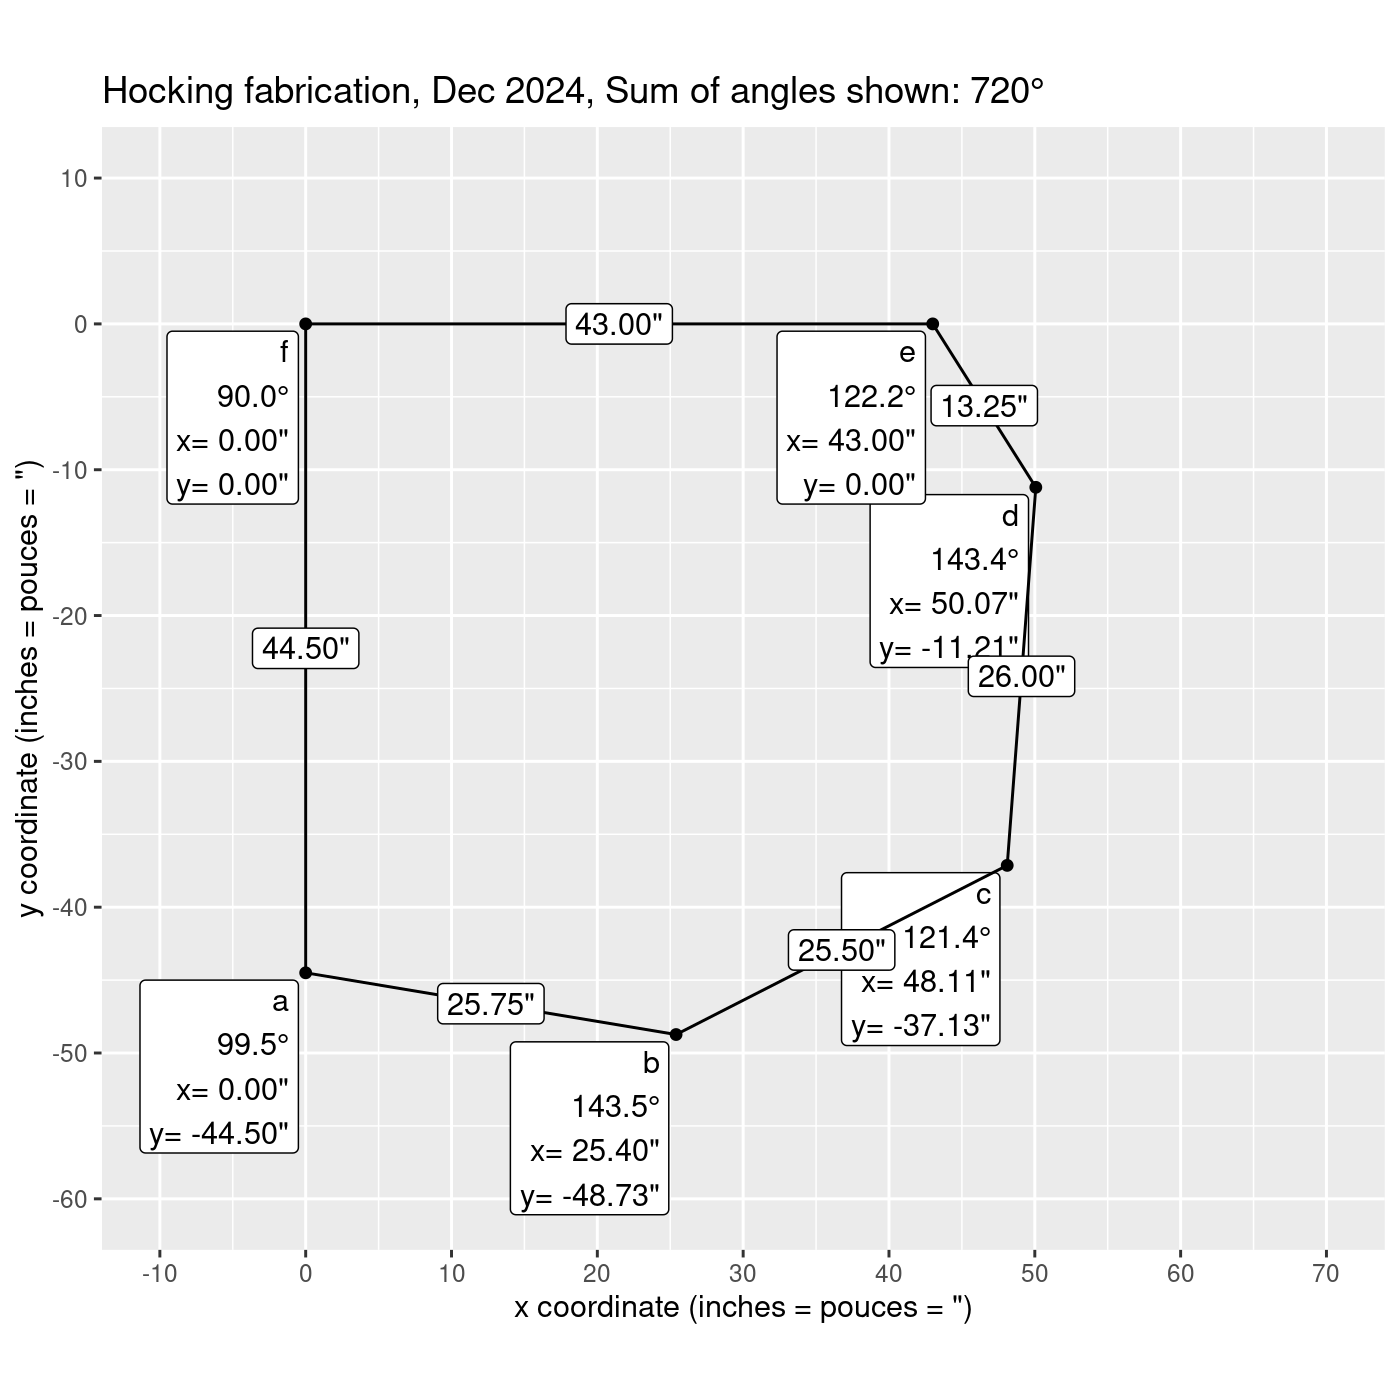 Hocking fabrication, Dec 2024, Sum of angles shown: 720°
y coordinate (inches = pouces = ")
10
0
-10
-20
-30
-40
-50
-60
43.00"
f
90.0°
x= 0.00"
y= 0.00"
e
122.2°
x= 43.00"
y= 0.00"
13.25"
d
143.4°
x= 50.07"
y= -11.21"
44.50"
26.00"
c
121.4°
x= 48.11"
y= -37.13"
25.50"
a
99.5°
x= 0.00"
y= -44.50"
25.75"
b
143.5°
x= 25.40"
y= -48.73"
-10
0
10
20
30
40
50
60
70
x coordinate (inches = pouces = ")